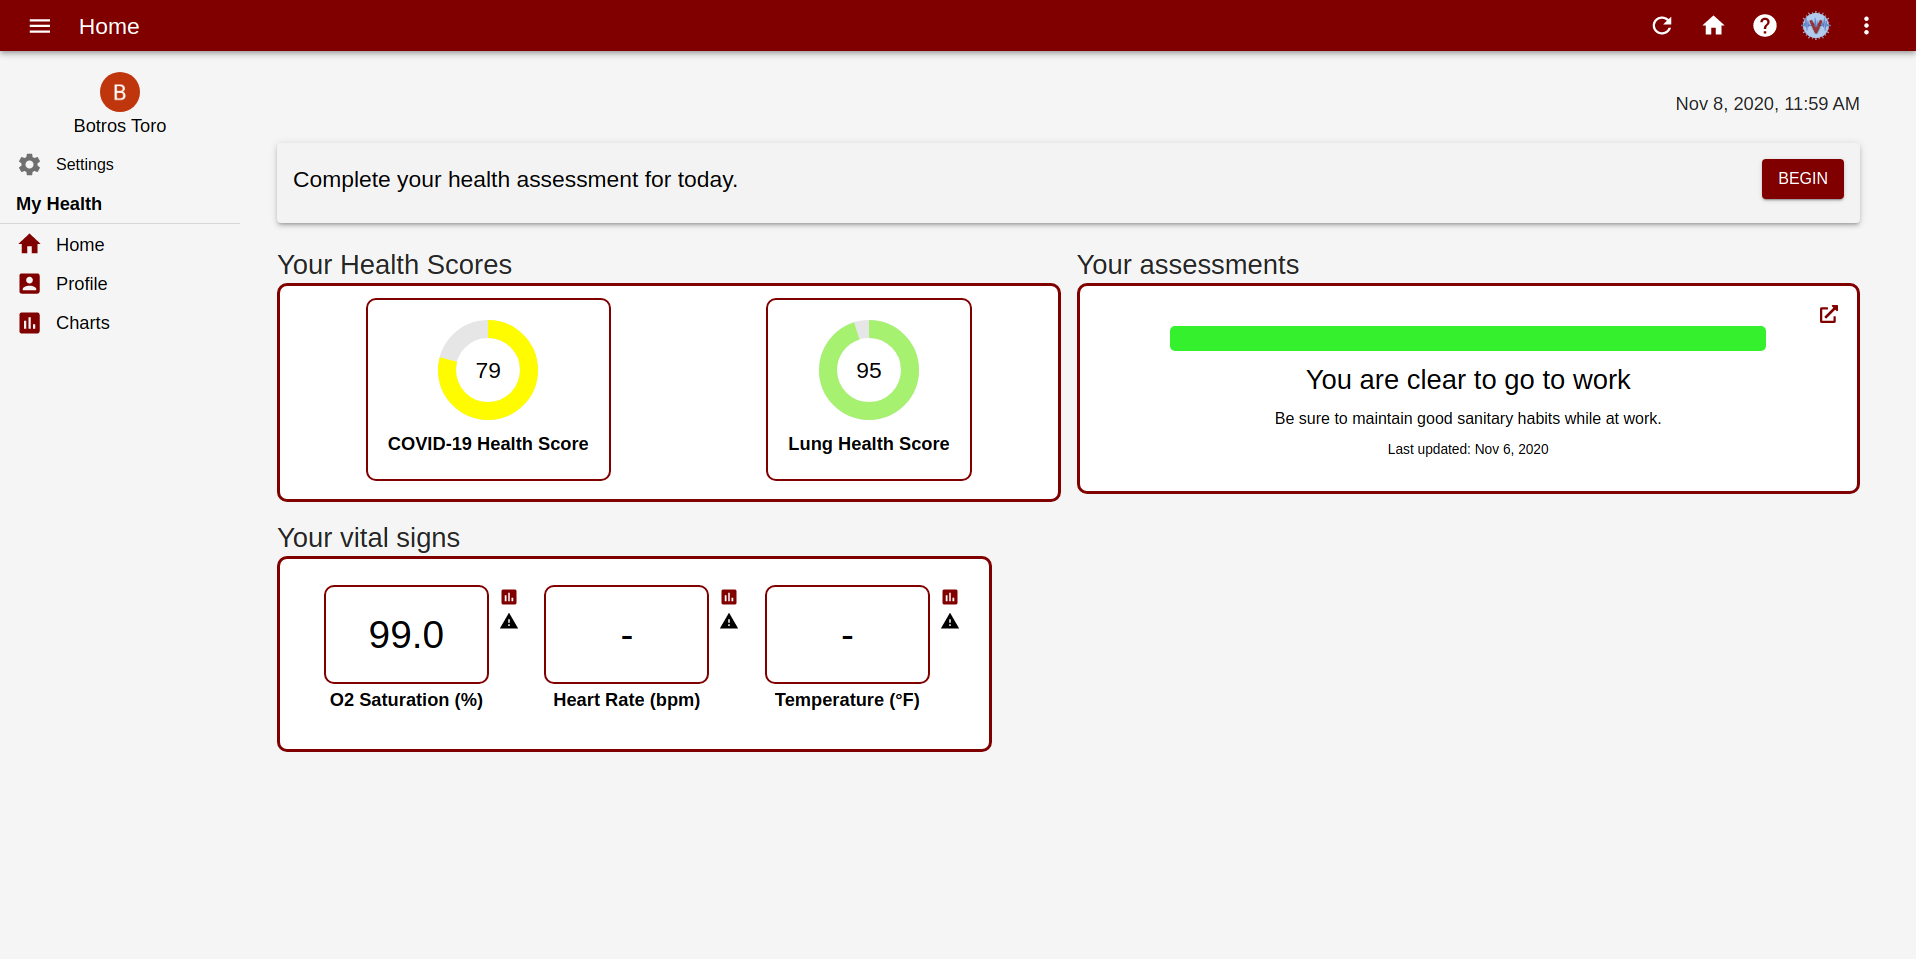 Home
B
Botros Toro
Settings
My Health
Home
Profile
Charts
Nov 8, 2020, 11:59 AM
Complete your health assessment for today.
BEGIN
Your Health Scores
79
COVID-19 Health Score
95
Lung Health Score
Your assessments
You are clear to go to work
Be sure to maintain good sanitary habits while at work.
Last updated: Nov 6, 2020
Your vital signs
99.0
O2 Saturation (%)
-
Heart Rate (bpm)
-
Temperature (°F)